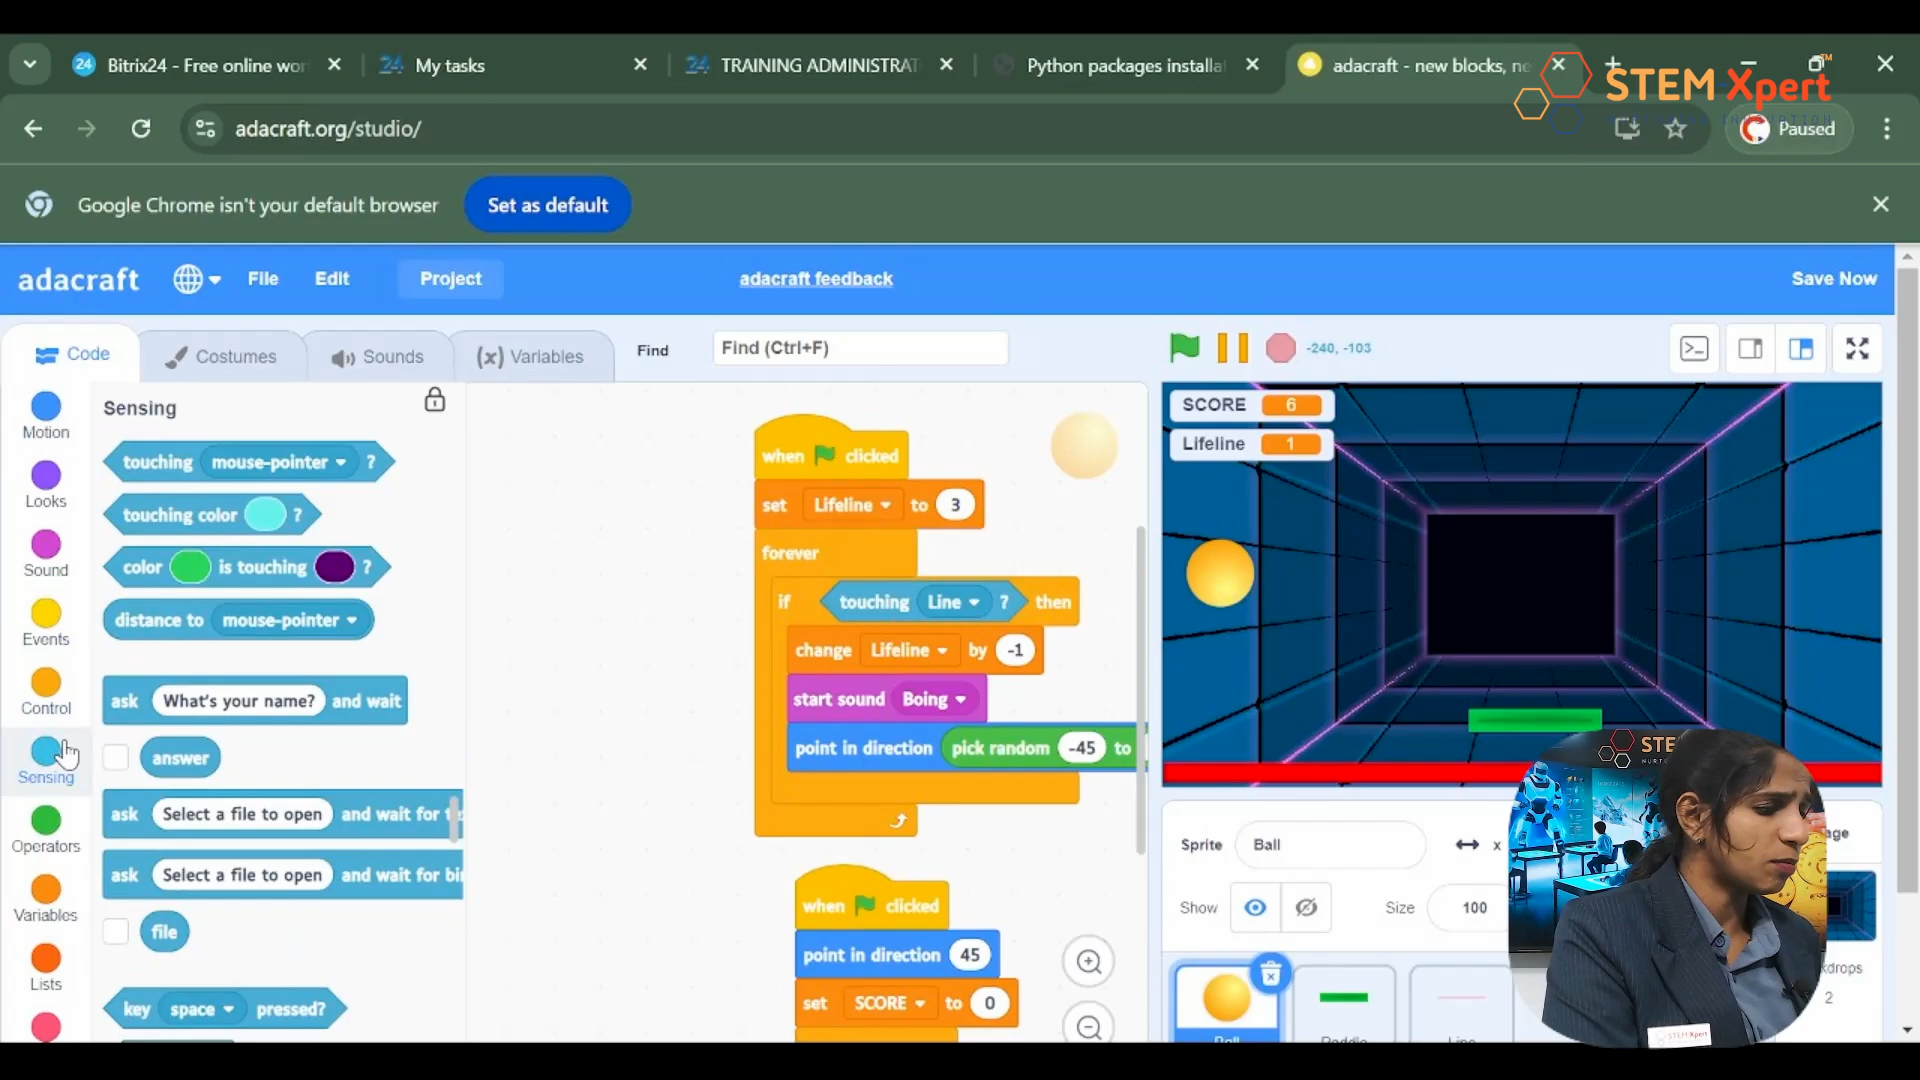 Bitrix24 - Free online wor
24 My tasks
24 TRAINING ADMINISTRAT
Python packages installa
adacraft - new blocks, ne
STEM Xpert
TM
adacraft.org/studio/
Paused
Google Chrome isn't your default browser
Set as default
adacraft
File
Edit
Project
adacraft feedback
Save Now
Code
Costumes
Sounds
(x) Variables
Find
Find (Ctrl+F)
-240, -103
Motion
Looks
Sound
Events
Control
Sensing
Operators
Variables
Lists
Sensing
touching mouse-pointer ?
touching color ?
color is touching ?
distance to mouse-pointer
ask What's your name? and wait
answer
ask Select a file to open and wait for
ask Select a file to open and wait for
file
key space pressed?
when clicked
set Lifeline to 3
forever
if touching Line ? then
change Lifeline by -1
start sound Boing
point in direction pick random -45 to
when clicked
point in direction 45
set SCORE to 0
SCORE 6
Lifeline 1
Sprite Ball
x
Show
Size 100
2
STEM Xpert